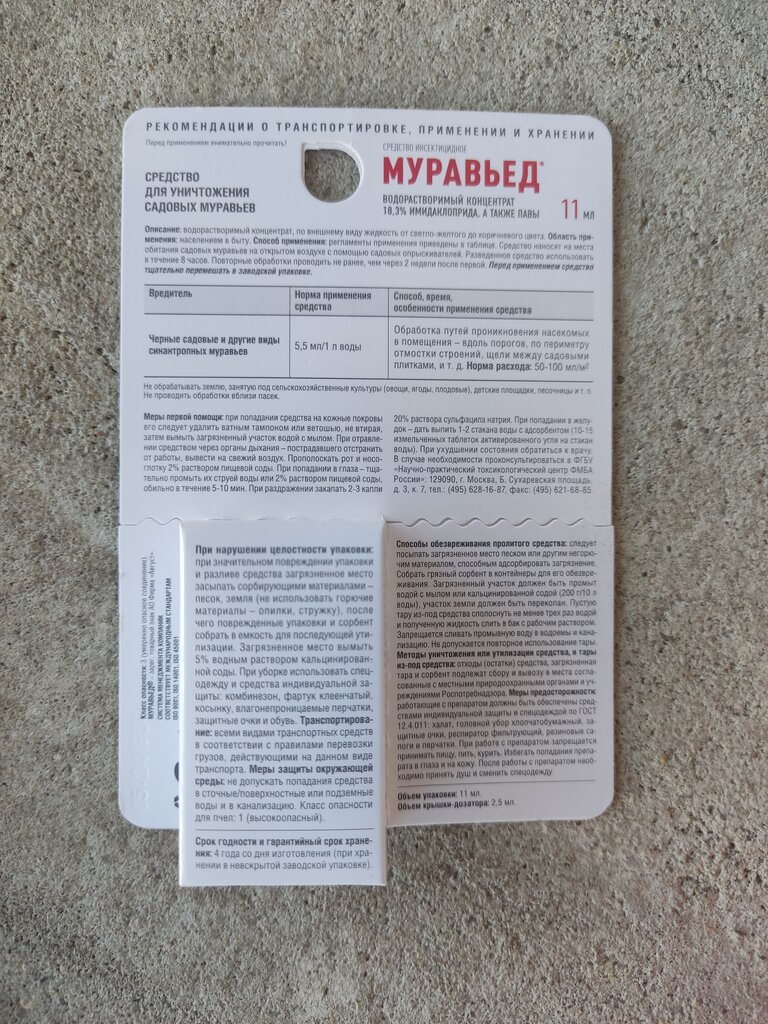 РЕКОМЕНДАЦИИ О ТРАНСПОРТИРОВКЕ, ПРИМЕНЕНИИ И ХРАНЕНИИ
Перед применением внимательно прочитать!
СРЕДСТВО
ДЛЯ УНИЧТОЖЕНИЯ
САДОВЫХ МУРАВЬЕВ
СРЕДСТВО ИНСЕКТИЦИДНОЕ
МУРАВЬЕД®
ВОДОРАСТВОРИМЫЙ КОНЦЕНТРАТ
18,3% ИМИДАКЛОПРИДА, А ТАКЖЕ ПАВЫ
11 мл
Описание: водорастворимый концентрат, по внешнему виду жидкость от светло-желтого до коричневого цвета. Область при-
менения: населением в быту. Способ применения: регламенты применения приведены в таблице. Средство наносят на места
обитания садовых муравьев на открытом воздухе с помощью садовых опрыскивателей. Разведенное средство использовать
в течение 8 часов. Повторные обработки проводить не ранее, чем через 2 недели после первой. Перед применением средство
тщательно перемешать в заводской упаковке.
Вредитель
Норма применения
средства
Способ, время,
особенности применения средства
Черные садовые и другие виды
синантропных муравьев
5,5 мл/1 л воды
Обработка путей проникновения насекомых
в помещения – вдоль порогов, по периметру
отмостки строений, щели между садовыми
плитками, и т. д. Норма расхода: 50-100 мл/м²
Не обрабатывать землю, занятую под сельскохозяйственные культуры (овощи, ягоды, плодовые), детские площадки, песочницы и т. п.
Не проводить обработки вблизи пасек.
Меры первой помощи: при попадании средства на кожные покровы
его следует удалить ватным тампоном или ветошью, не втирая,
затем вымыть загрязненный участок водой с мылом. При отравле-
нии средством через органы дыхания – пострадавшего отстранить
от работы, вывести на свежий воздух. Прополоскать рот и носо-
глотку 2% раствором пищевой соды. При попадании в глаза – тща-
тельно промыть их струей воды или 2% раствором пищевой соды,
обильно в течение 5-10 мин. При раздражении закапать 2-3 капли
20% раствора сульфацила натрия. При попадании в желу-
док – дать выпить 1-2 стакана воды с адсорбентом (10-15
измельченных таблеток активированного угля на стакан
воды). При ухудшении состояния обратиться к врачу.
В случае необходимости проконсультироваться в ФГБУ
«Научно-практический токсикологический центр ФМБА
России»: 129090, г. Москва, Б. Сухаревская площадь,
д. 3, к. 7, тел.: (495) 628-16-87, факс: (495) 621-68-85.
Класс опасности: 3 (умеренно опасное соединение).
МУРАВЬЕД® – зарег. товарный знак АО Фирма «Август».
СИСТЕМА МЕНЕДЖМЕНТА КОМПАНИИ
СООТВЕТСТВУЕТ МЕЖДУНАРОДНЫМ СТАНДАРТАМ
ISO 9001, ISO 14001, ISO 45001
При нарушении целостности упаковки:
при значительном повреждении упаковки
и разливе средства загрязненное место
засыпать сорбирующими материалами –
песок, земля (не использовать горючие
материалы – опилки, стружку), после
чего поврежденные упаковки и сорбент
собрать в емкость для последующей ути-
лизации. Загрязненное место вымыть
5% водным раствором кальцинирован-
ной соды. При уборке использовать спец-
одежду и средства индивидуальной за-
щиты: комбинезон, фартук клеенчатый,
косынку, влагонепроницаемые перчатки,
защитные очки и обувь. Транспортирова-
ние: всеми видами транспортных средств
в соответствии с правилами перевозки
грузов, действующими на данном виде
транспорта. Меры защиты окружающей
среды: не допускать попадания средства
в сточные/поверхностные или подземные
воды и в канализацию. Класс опасности
для пчел: 1 (высокоопасный).
Срок годности и гарантийный срок хране-
ния: 4 года со дня изготовления (при хра-
нении в невскрытой заводской упаковке).
Способы обезвреживания пролитого средства: следует
посыпать загрязненное место песком или другим негорю-
чим материалом, способным адсорбировать загрязнение.
Собрать грязный сорбент в контейнеры для его обезвре-
живания. Загрязненный участок должен быть промыт
водой с мылом или кальцинированной содой (200 г/10 л
воды), участок земли должен быть перекопан. Пустую
тару из-под средства сполоснуть не менее трех раз водой
и полученную жидкость слить в бак с рабочим раствором.
Запрещается сливать промывную воду в водоемы и кана-
лизацию. Не допускается повторное использование тары.
Методы уничтожения или утилизации средства, и тары
из-под средства: отходы (остатки) средства, загрязненная
тара и сорбент подлежат сбору и вывозу в места согла-
сованные с местными природоохранными органами и уч-
реждениями Роспотребнадзора. Меры предосторожности:
работающие с препаратом должны быть обеспечены сред-
ствами индивидуальной защиты и спецодеждой по ГОСТ
12.4.011: халат, головной убор хлопчатобумажный, за-
щитные очки, респиратор фильтрующий, резиновые са-
поги и перчатки. При работе с препаратом запрещается
принимать пищу, пить, курить. Избегать попадания препа-
рата в глаза и на кожу. После работы с препаратом необ-
ходимо принять душ и сменить спецодежду.
Объем упаковки: 11 мл.
Объем крышки-дозатора: 2,5 мл.